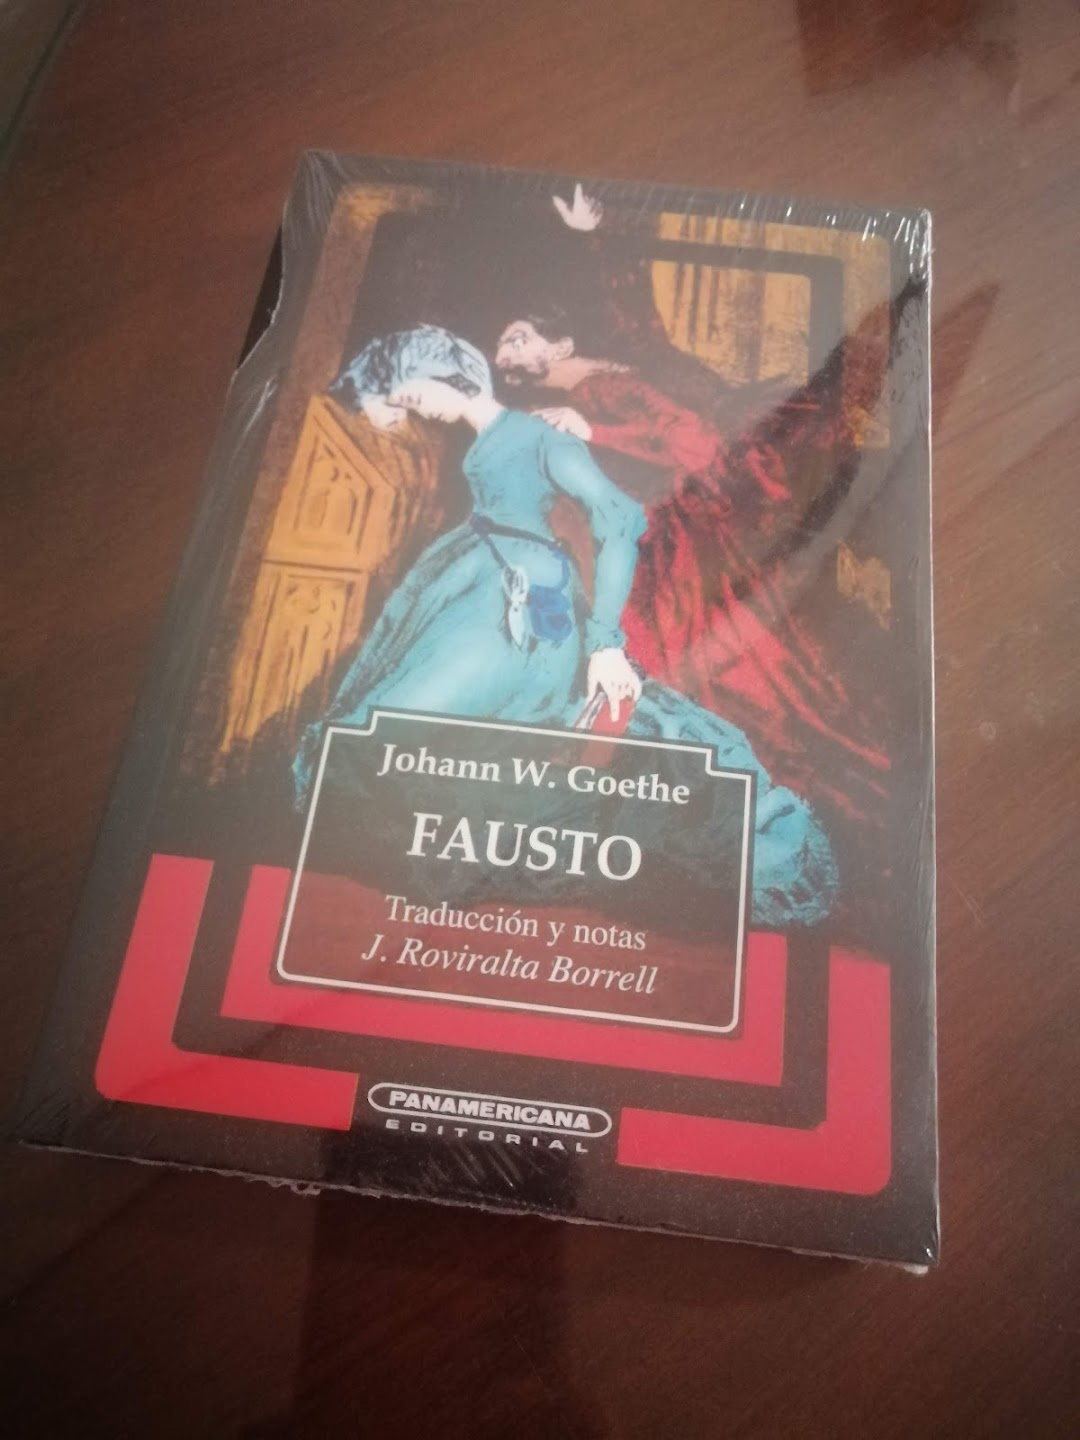 Johann W. Goethe
FAUSTO
Traducción y notas
J. Roviralta Borrell
PANAMERICANA
EDITORIAL